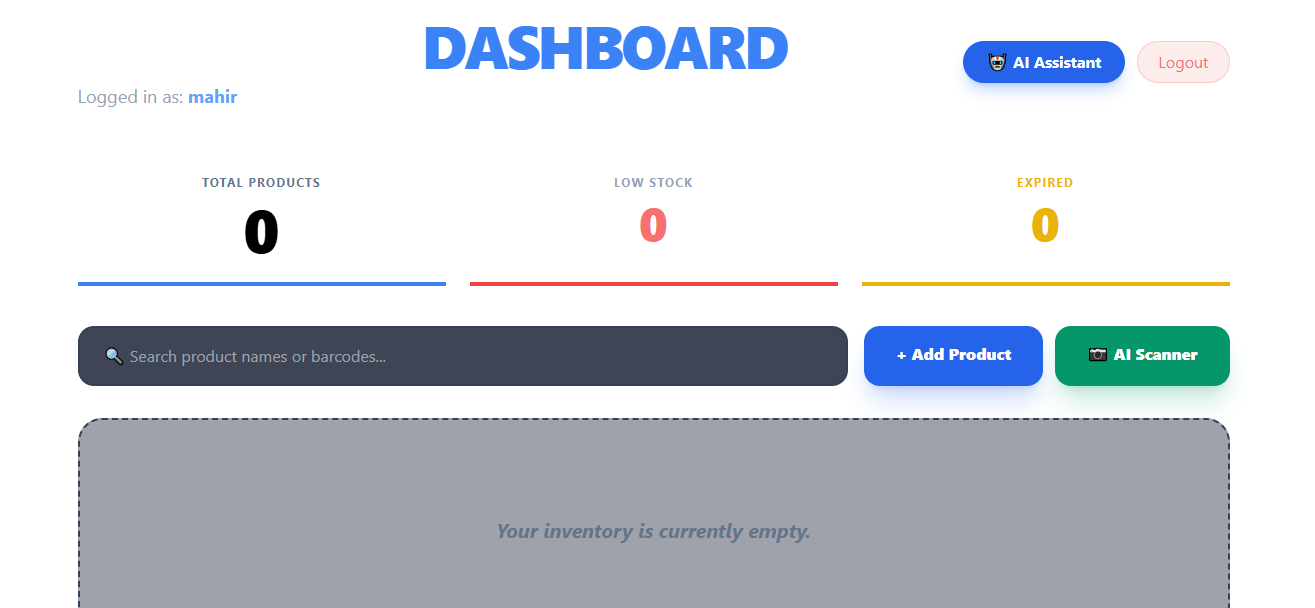 DASHBOARD
AI Assistant
Logout
Logged in as: mahir
TOTAL PRODUCTS
0
LOW STOCK
0
EXPIRED
0
Search product names or barcodes...
+ Add Product
AI Scanner
Your inventory is currently empty.